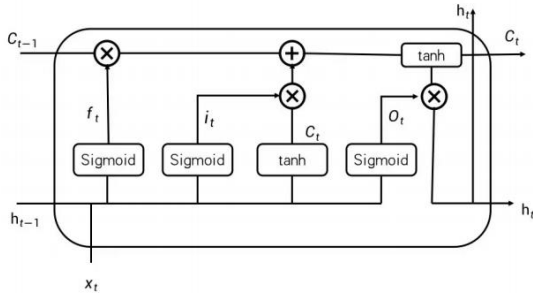 h_t
C_{t-1}
C_t
tanh
f_t
i_t
O_t
C_t
Sigmoid
Sigmoid
tanh
Sigmoid
h_{t-1}
h_t
x_t